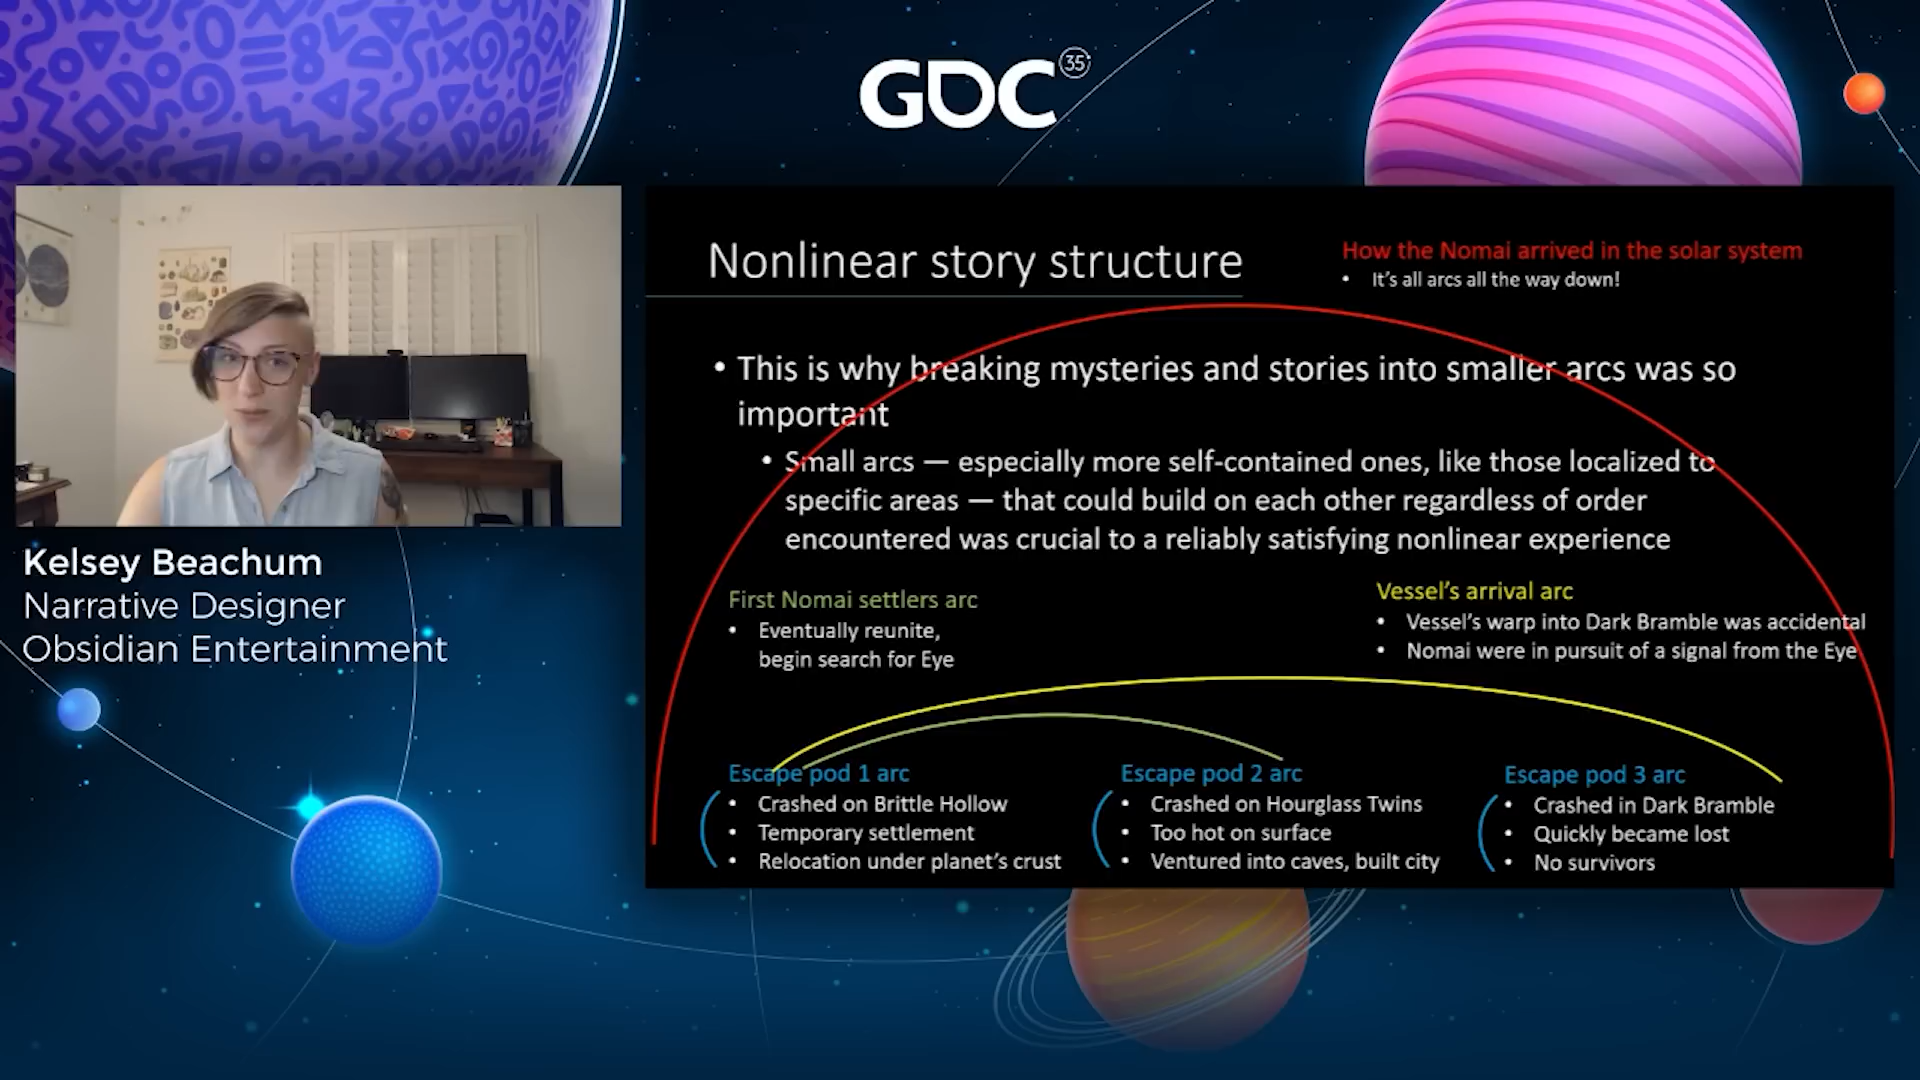 GDC 35
Kelsey Beachum
Narrative Designer
Obsidian Entertainment
Nonlinear story structure
How the Nomai arrived in the solar system
• It's all arcs all the way down!
• This is why breaking mysteries and stories into smaller arcs was so
important
• Small arcs — especially more self-contained ones, like those localized to
specific areas — that could build on each other regardless of order
encountered was crucial to a reliably satisfying nonlinear experience
First Nomai settlers arc
• Eventually reunite,
begin search for Eye
Vessel's arrival arc
• Vessel's warp into Dark Bramble was accidental
• Nomai were in pursuit of a signal from the Eye
Escape pod 1 arc
• Crashed on Brittle Hollow
• Temporary settlement
• Relocation under planet's crust
Escape pod 2 arc
• Crashed on Hourglass Twins
• Too hot on surface
• Ventured into caves, built city
Escape pod 3 arc
• Crashed in Dark Bramble
• Quickly became lost
• No survivors